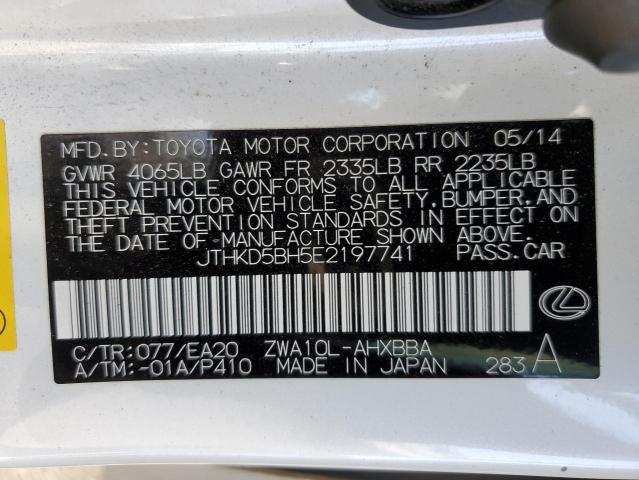 MFD. BY: TOYOTA MOTOR CORPORATION 05/14
GVWR 4065LB GAWR FR 2335LB RR 2235LB
THIS VEHICLE CONFORMS TO ALL APPLICABLE
FEDERAL MOTOR VEHICLE SAFETY, BUMPER, AND
THEFT PREVENTION STANDARDS IN EFFECT ON
THE DATE OF MANUFACTURE SHOWN ABOVE.
JTHKD5BH5E2197741 PASS. CAR
C/TR: 077/EA20 ZWA10L-AHXBBA
A/TM: -01A/P410 MADE IN JAPAN 283 A